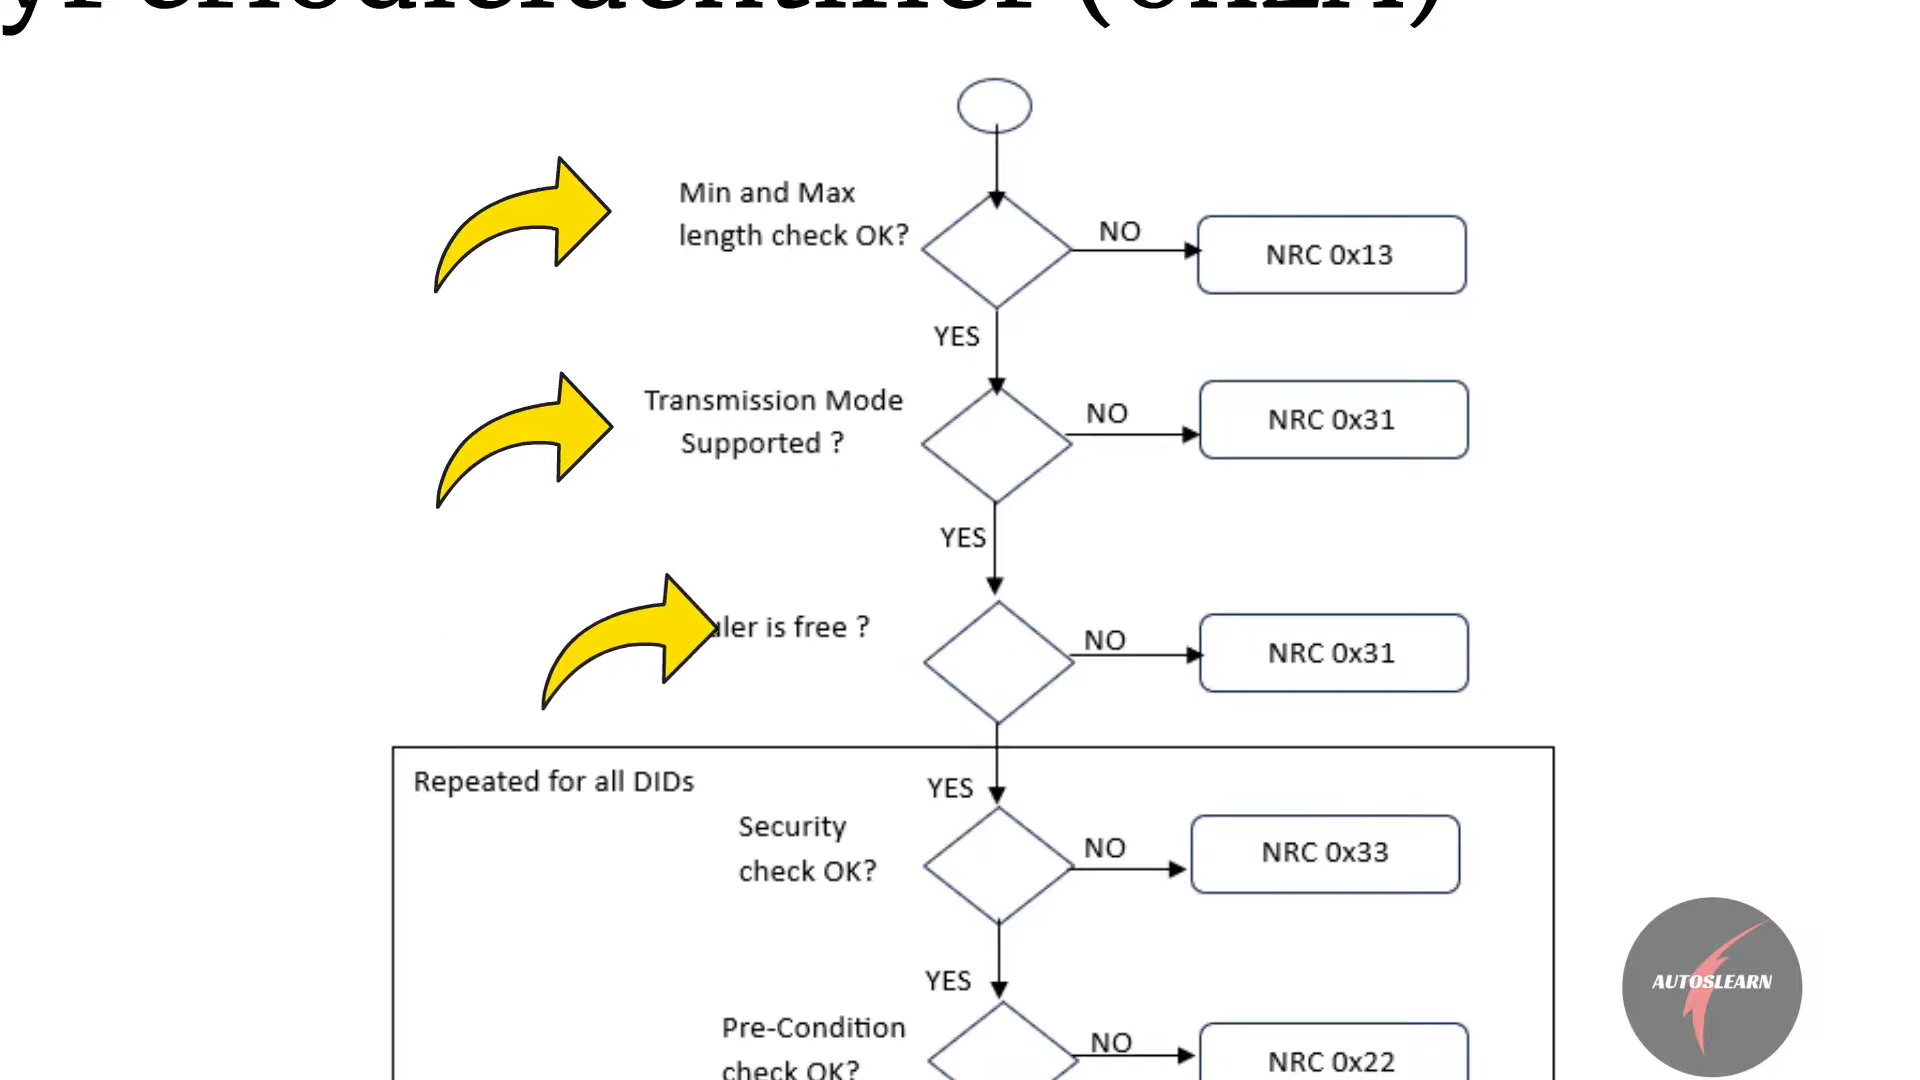 yPeriodicIdentifier (0x2A)
Min and Max
length check OK?
NO
NRC 0x13
YES
Transmission Mode
Supported ?
NO
NRC 0x31
YES
is free ?
NO
NRC 0x31
Repeated for all DIDs
YES
Security
check OK?
NO
NRC 0x33
YES
Pre-Condition
check OK?
NO
NRC 0x22
AUTOSLEARN